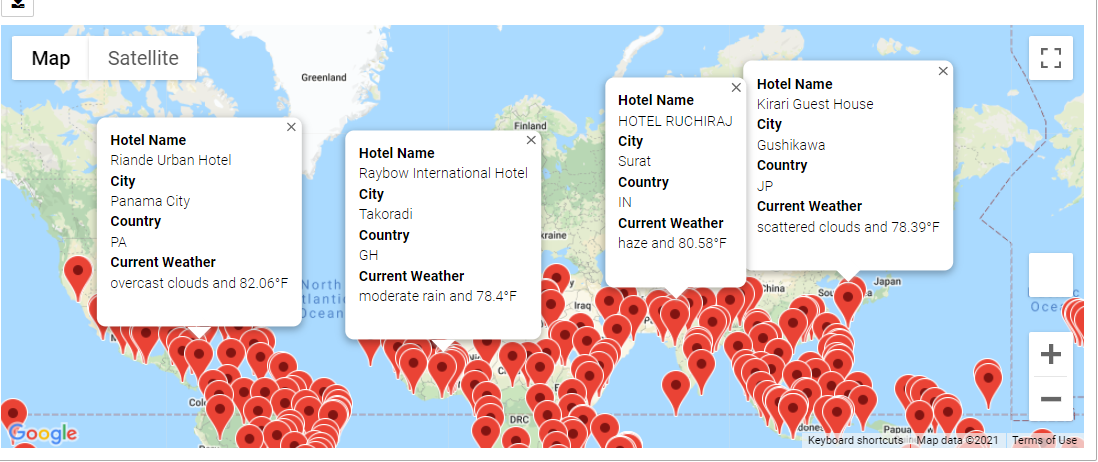 Map
Satellite
Greenland
Finland
Hotel Name
Riande Urban Hotel
City
Panama City
Country
PA
Current Weather
overcast clouds and 82.06°F
Hotel Name
Raybow International Hotel
City
Takoradi
Country
GH
Current Weather
moderate rain and 78.4°F
Hotel Name
HOTEL RUCHIRAJ
City
Surat
Country
IN
Current Weather
haze and 80.58°F
Hotel Name
Kirari Guest House
City
Gushikawa
Country
JP
Current Weather
scattered clouds and 78.39°F
North
Atlantic
Ocean
kraine
Iraq
China
Japan
DRC
Google
Keyboard shortcuts
Map data ©2021
Terms of Use